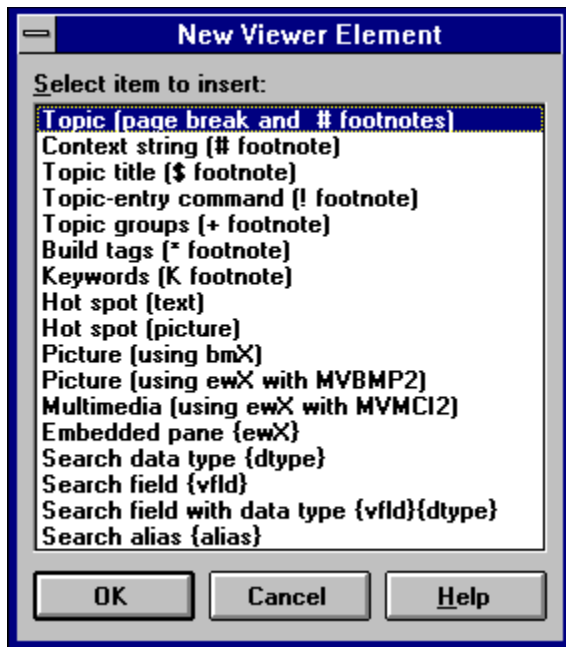 New Viewer Element
Select item to insert:
Topic (page break and  # footnotes)
Context string (# footnote)
Topic title ($ footnote)
Topic-entry command (! footnote)
Topic groups (+ footnote)
Build tags (* footnote)
Keywords (K footnote)
Hot spot (text)
Hot spot (picture)
Picture (using bmX)
Picture (using ewX with MVBMP2)
Multimedia (using ewX with MVMCI2)
Embedded pane {ewX}
Search data type {dtype}
Search field {vfld}
Search field with data type {vfld}{dtype}
Search alias {alias}
OK Cancel Help